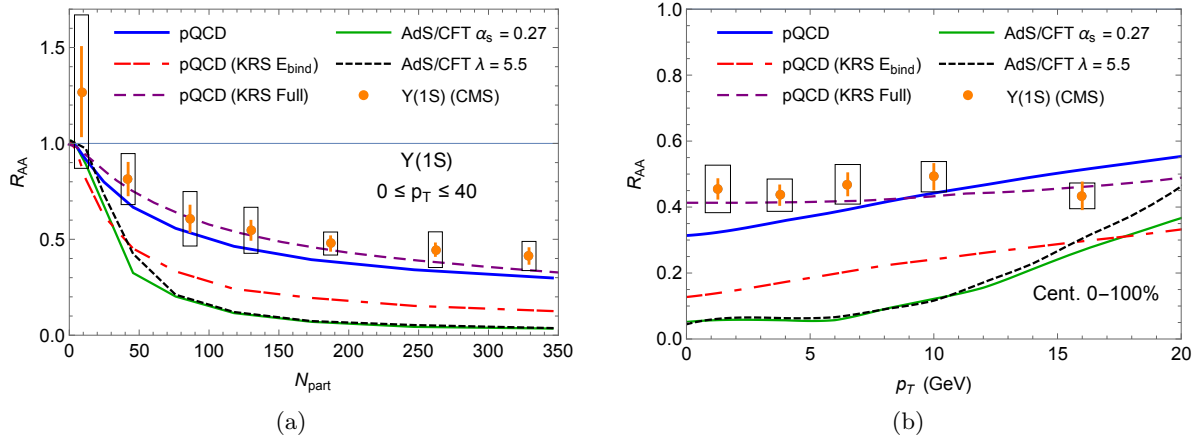 1.5
1.0
0.5
0.0
R_AA
pQCD
pQCD (KRS E_bind)
pQCD (KRS Full)
AdS/CFT α_s = 0.27
AdS/CFT λ = 5.5
Υ(1S) (CMS)
Υ(1S)
0 ≤ p_T ≤ 40
0 50 100 150 200 250 300 350
N_part
(a)
1.0
0.8
0.6
0.4
0.2
0.0
R_AA
pQCD
pQCD (KRS E_bind)
pQCD (KRS Full)
AdS/CFT α_s = 0.27
AdS/CFT λ = 5.5
Υ(1S) (CMS)
Cent. 0-100%
0 5 10 15 20
p_T (GeV)
(b)